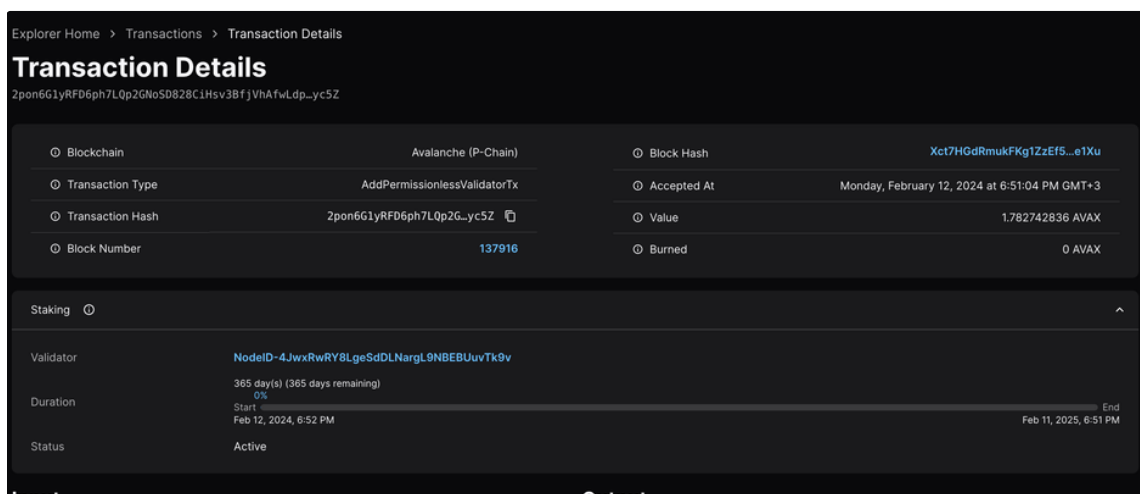 Explorer Home > Transactions > Transaction Details
Transaction Details
2pon6G1yRFD6ph7LQp2GNoSD828CiHsv3BfjVhAfwLdp…yc5Z
Blockchain Avalanche (P-Chain)
Transaction Type AddPermissionlessValidatorTx
Transaction Hash 2pon6G1yRFD6ph7LQp2G…yc5Z
Block Number 137916
Block Hash Xct7HGdRmukFKg1ZzEf5…e1Xu
Accepted At Monday, February 12, 2024 at 6:51:04 PM GMT+3
Value 1.782742836 AVAX
Burned 0 AVAX
Staking
Validator NodeID-4JwxRwRY8LgeSdDLNargL9NBEBUuvTk9v
Duration 365 day(s) (365 days remaining)
0%
Start End
Feb 12, 2024, 6:52 PM Feb 11, 2025, 6:51 PM
Status Active